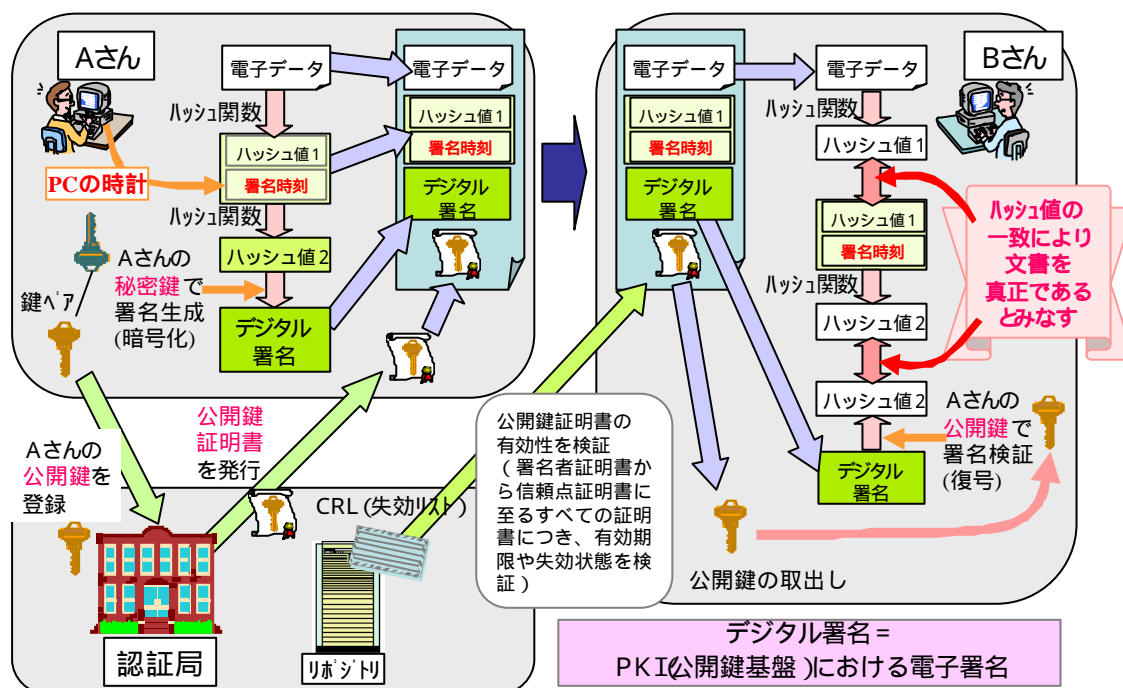 Aさん
電子データ
ハッシュ関数
ハッシュ値1
署名時刻
ハッシュ関数
ハッシュ値2
デジタル
署名
PCの時計
鍵ペア
Aさんの
秘密鍵で
署名生成
(暗号化)
電子データ
ハッシュ値1
署名時刻
デジタル
署名
電子データ
ハッシュ値1
署名時刻
デジタル
署名
Bさん
電子データ
ハッシュ関数
ハッシュ値1
ハッシュ値1
署名時刻
ハッシュ関数
ハッシュ値2
ハッシュ値2
デジタル
署名
ハッシュ値の
一致により
文書を
真正である
とみなす
Aさんの
公開鍵で
署名検証
(復号)
公開鍵の取出し
Aさんの
公開鍵を
登録
公開鍵
証明書
を発行
CRL(失効リスト)
公開鍵証明書の
有効性を検証
(署名者証明書か
ら信頼点証明書に
至るすべての証明
書につき、有効期
限や失効状態を検
証)
認証局
リポジトリ
デジタル署名=
PKI(公開鍵基盤)における電子署名